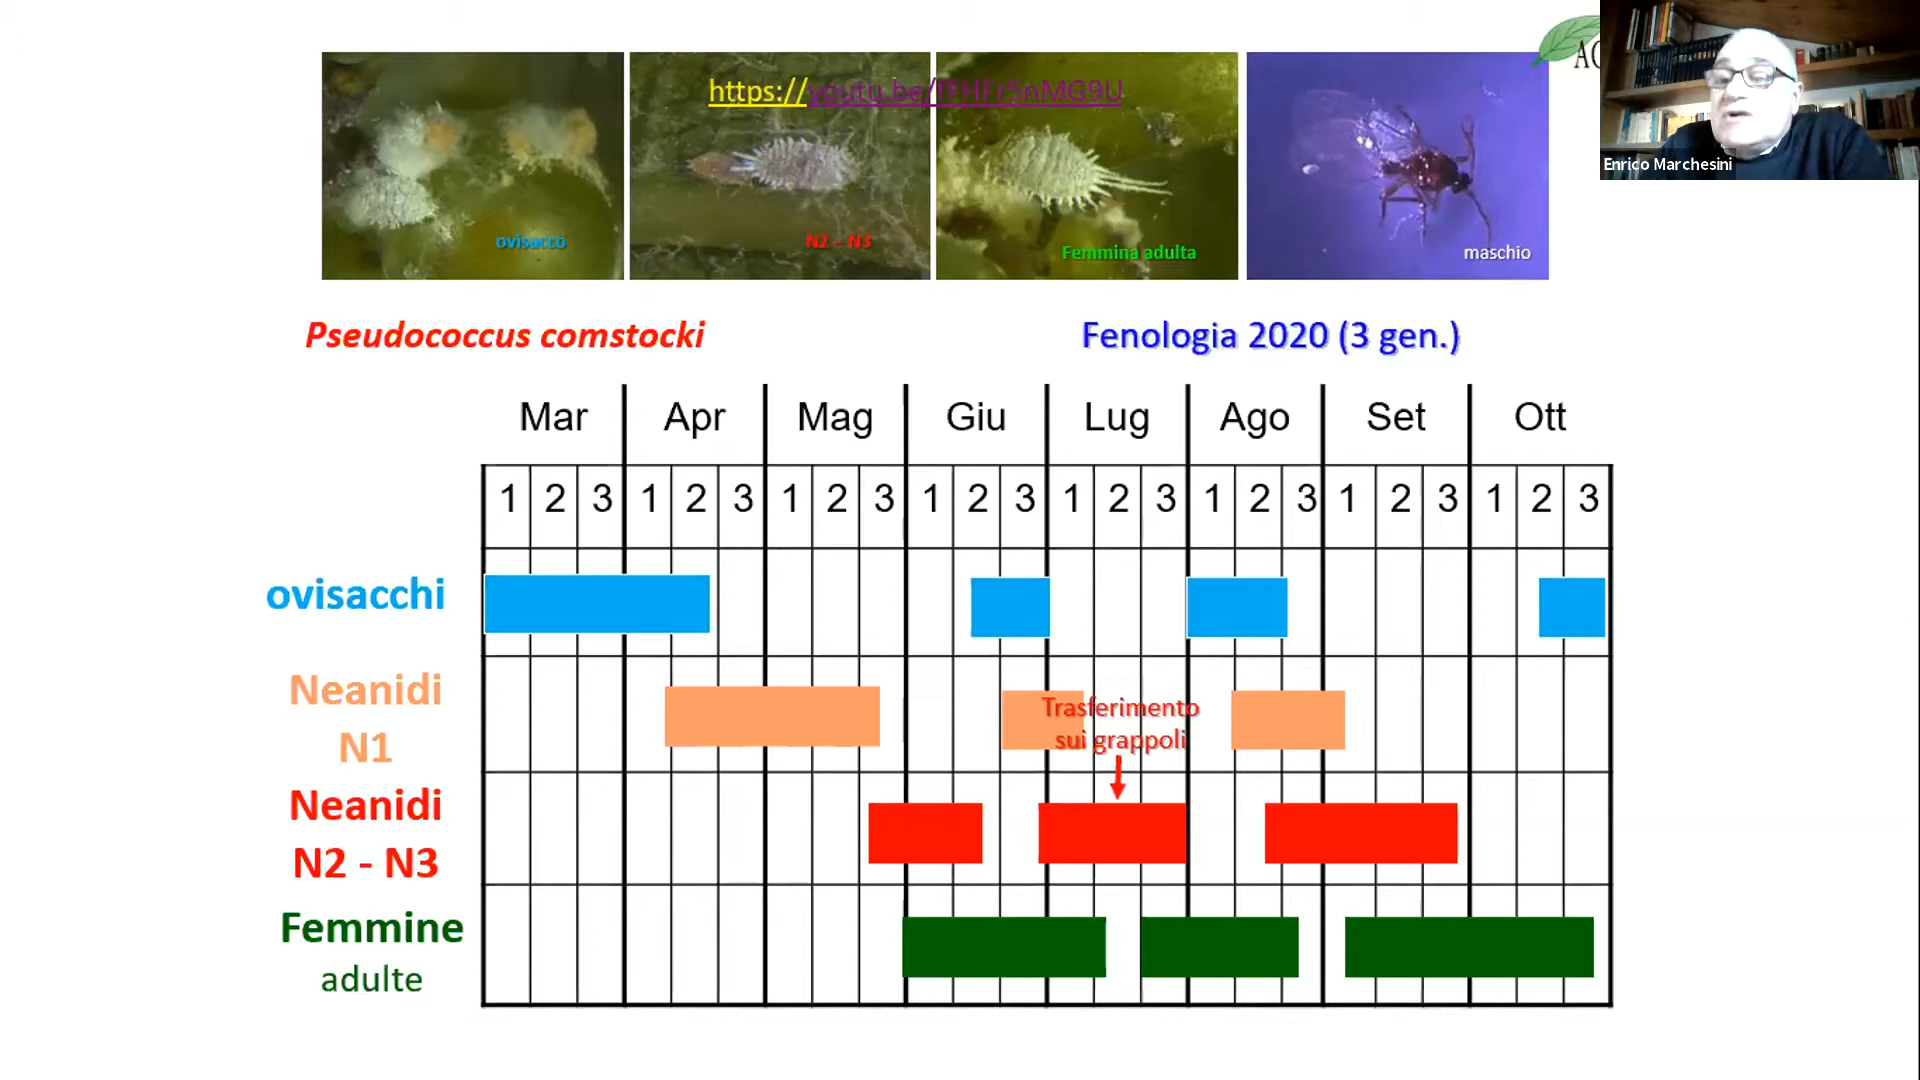 https://youtu.be/fFHFr5nMG9U
AG
Enrico Marchesini
ovisacco
N2 – N3
Femmina adulta
maschio
Pseudococcus comstocki
Fenologia 2020 (3 gen.)
Mar Apr Mag Giu Lug Ago Set Ott
1 2 3 1 2 3 1 2 3 1 2 3 1 2 3 1 2 3 1 2 3 1 2 3
ovisacchi
Neanidi
N1
Trasferimento
sui grappoli
Neanidi
N2 - N3
Femmine
adulte